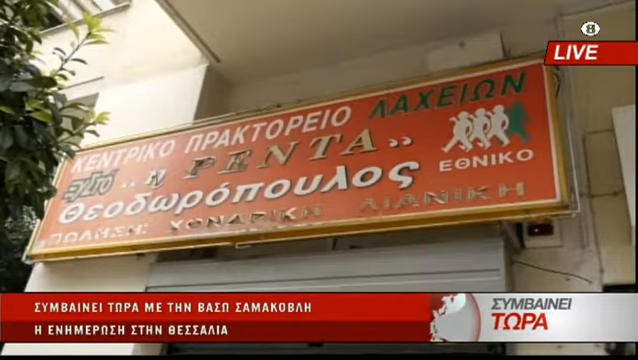 LIVE
ΚΕΝΤΡΙΚΟ ΠΡΑΚΤΟΡΕΙΟ ΛΑΧΕΙΩΝ
"Η ΡΕΝΤΑ"
Θεοδωρόπουλος
ΕΘΝΙΚΟ
ΠΩΛΗΣΗ: ΧΟΝΔΡΙΚΗ ΛΙΑΝΙΚΗ
ΣΥΜΒΑΙΝΕΙ ΤΩΡΑ ΜΕ ΤΗΝ ΒΑΣΩ ΣΑΜΑΚΟΒΛΗ
Η ΕΝΗΜΕΡΩΣΗ ΣΤΗΝ ΘΕΣΣΑΛΙΑ
ΣΥΜΒΑΙΝΕΙ
ΤΩΡΑ